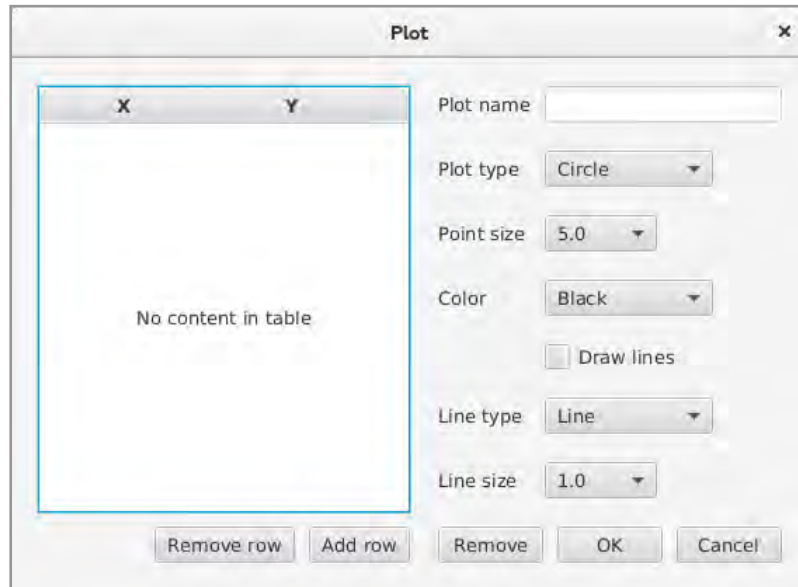 Plot
X Y
No content in table
Remove row Add row
Plot name
Plot type Circle
Point size 5.0
Color Black
Draw lines
Line type Line
Line size 1.0
Remove OK Cancel